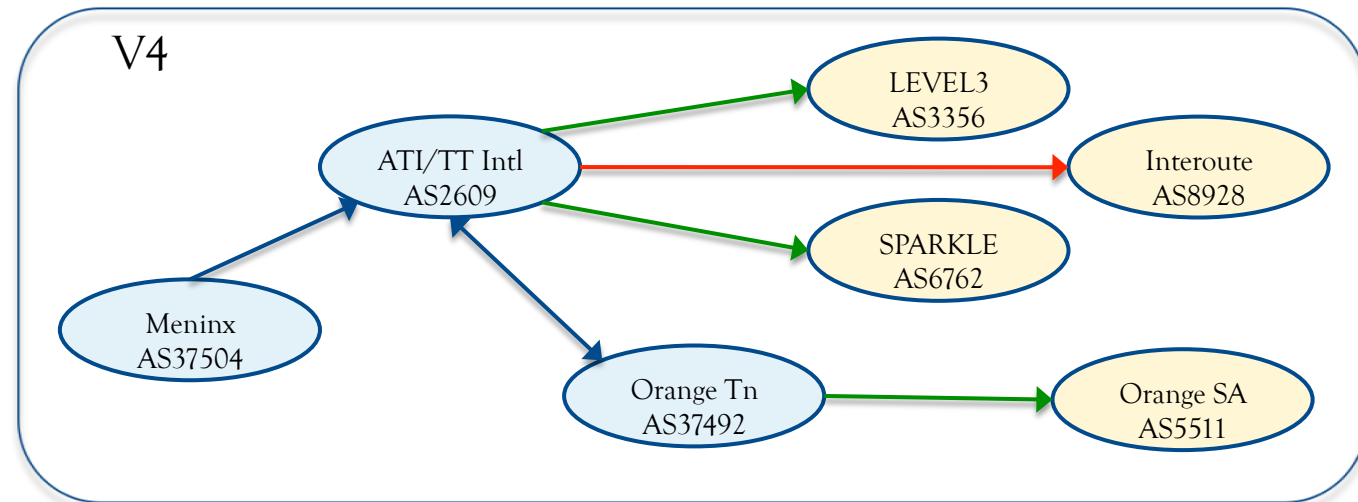 V4
LEVEL3
AS3356
ATI/TT Intl
AS2609
Interoute
AS8928
SPARKLE
AS6762
Meninx
AS37504
Orange Tn
AS37492
Orange SA
AS5511